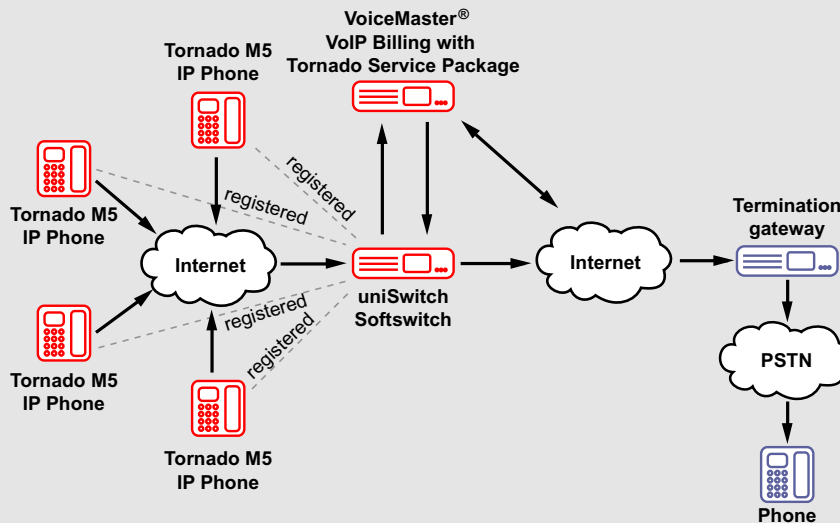 VoiceMaster®
VoIP Billing with
Tornado Service Package
Tornado M5
IP Phone
Tornado M5
IP Phone
registered
registered
Internet
uniSwitch
Softswitch
Internet
Termination
gateway
registered
registered
Tornado M5
IP Phone
Tornado M5
IP Phone
PSTN
Phone